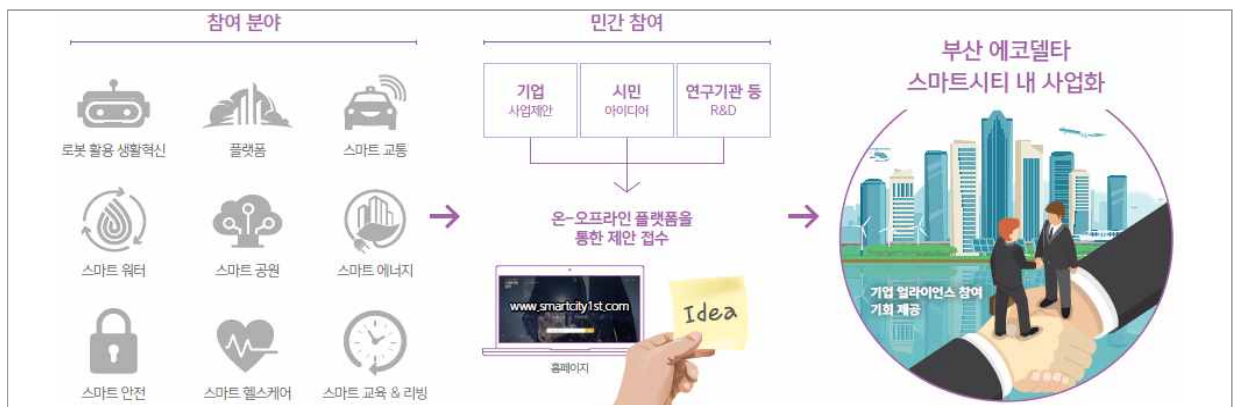 참여 분야
로봇 활용 생활혁신
플랫폼
스마트 교통
스마트 워터
스마트 공원
스마트 에너지
스마트 안전
스마트 헬스케어
스마트 교육 & 리빙
민간 참여
기업
사업제안
시민
아이디어
연구기관 등
R&D
온-오프라인 플랫폼을
통한 제안 접수
www.smartcity1st.com
홈페이지
Idea
부산 에코델타
스마트시티 내 사업화
기업 얼라이언스 참여
기회 제공